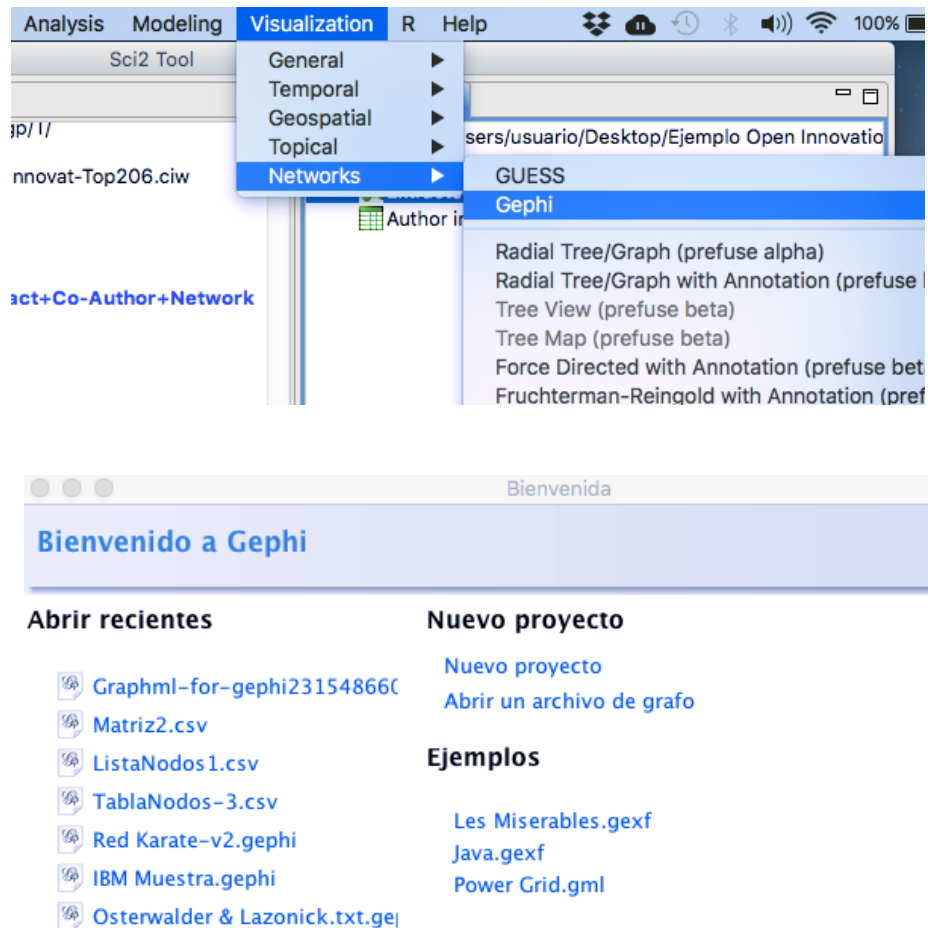 Analysis Modeling Visualization R Help 100%
Sci2 Tool
General
Temporal
Geospatial
Topical
Networks
gp/1/
nnovat-Top206.ciw
act+Co-Author+Network
sers/usuario/Desktop/Ejemplo Open Innovatio
Author ir
GUESS
Gephi
Radial Tree/Graph (prefuse alpha)
Radial Tree/Graph with Annotation (prefuse
Tree View (prefuse beta)
Tree Map (prefuse beta)
Force Directed with Annotation (prefuse bet
Fruchterman-Reingold with Annotation (pref
Bienvenida
Bienvenido a Gephi
Abrir recientes
Graphml-for-gephi231548660
Matriz2.csv
ListaNodos1.csv
TablaNodos-3.csv
Red Karate-v2.gephi
IBM Muestra.gephi
Osterwalder & Lazonick.txt.gep
Nuevo proyecto
Nuevo proyecto
Abrir un archivo de grafo
Ejemplos
Les Miserables.gexf
Java.gexf
Power Grid.gml